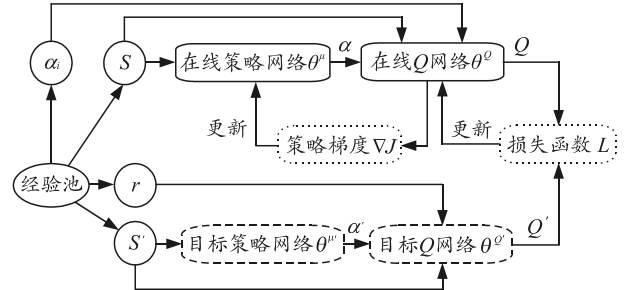 αᵢ
S
在线策略网络θ^μ
α
在线Q网络θ^Q
Q
更新
策略梯度∇J
更新
损失函数 L
经验池
r
S'
目标策略网络θ^μ'
α'
目标Q网络θ^Q'
Q'